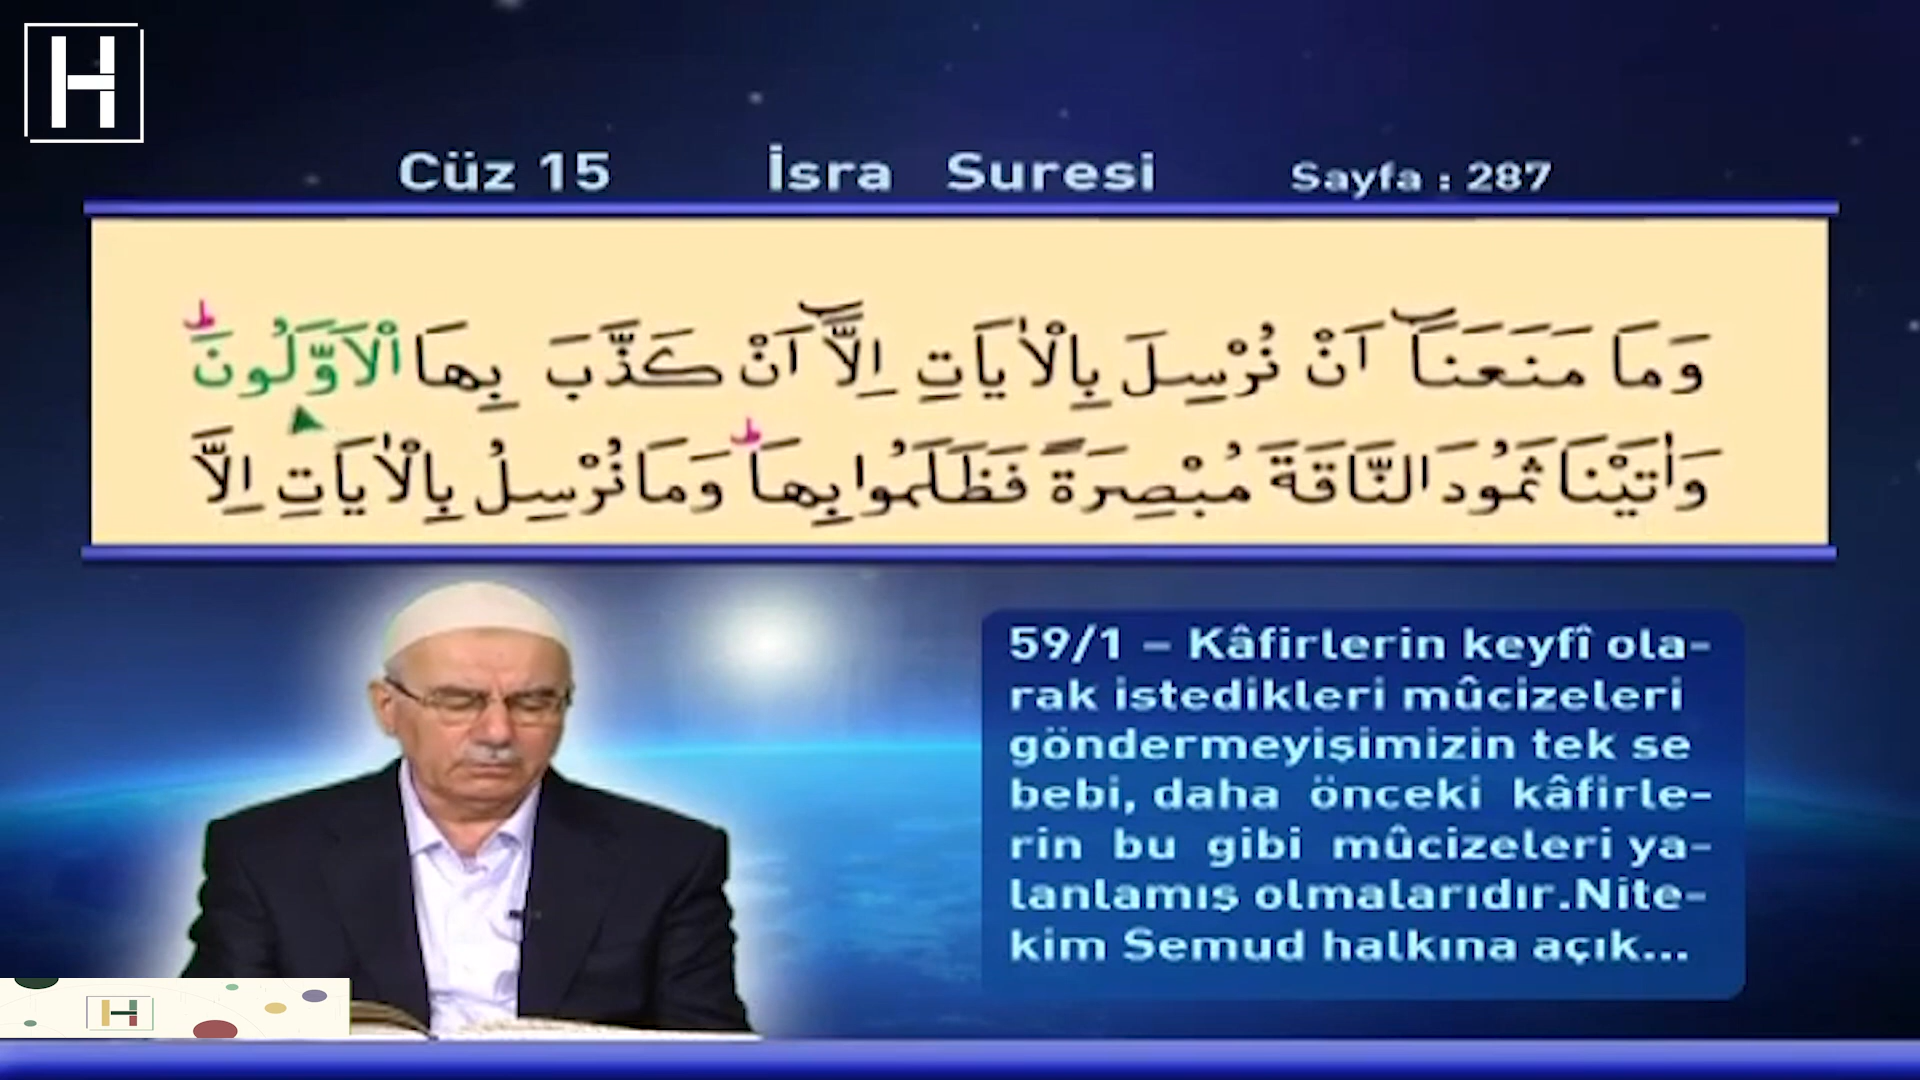 H
Cüz 15 İsra Suresi Sayfa : 287
وَمَا مَنَعَنَٓا اَنْ نُرْسِلَ بِالْاٰيَاتِ اِلَّٓا اَنْ كَذَّبَ بِهَا الْاَوَّلُونَۜ
وَاٰتَيْنَا ثَمُودَ النَّاقَةَ مُبْصِرَةً فَظَلَمُوا بِهَاۜ وَمَا نُرْسِلُ بِالْاٰيَاتِ اِلَّا
59/1 – Kâfirlerin keyfî ola-
rak istedikleri mûcizeleri
göndermeyişimizin tek se
bebi, daha önceki kâfirle-
rin bu gibi mûcizeleri ya-
lanlamış olmalarıdır.Nite-
kim Semud halkına açık...
H